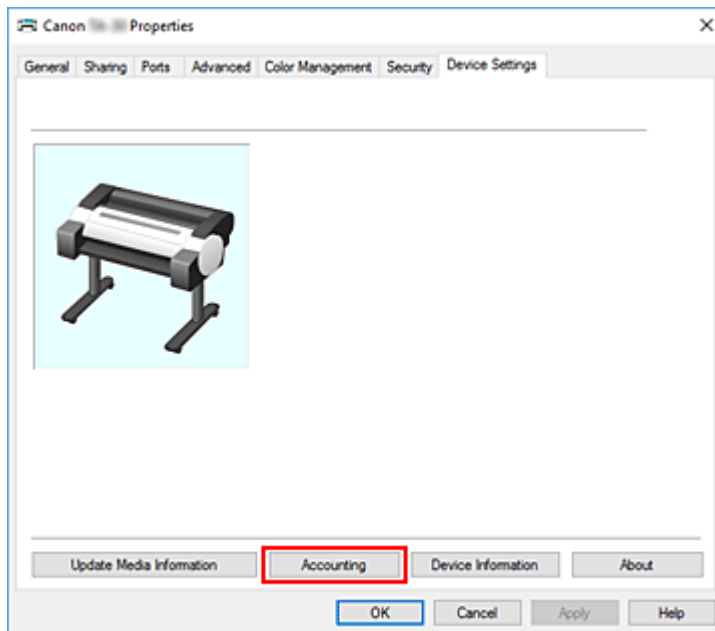 Canon Properties
General Sharing Ports Advanced Color Management Security Device Settings
Update Media Information Accounting Device Information About
OK Cancel Apply Help